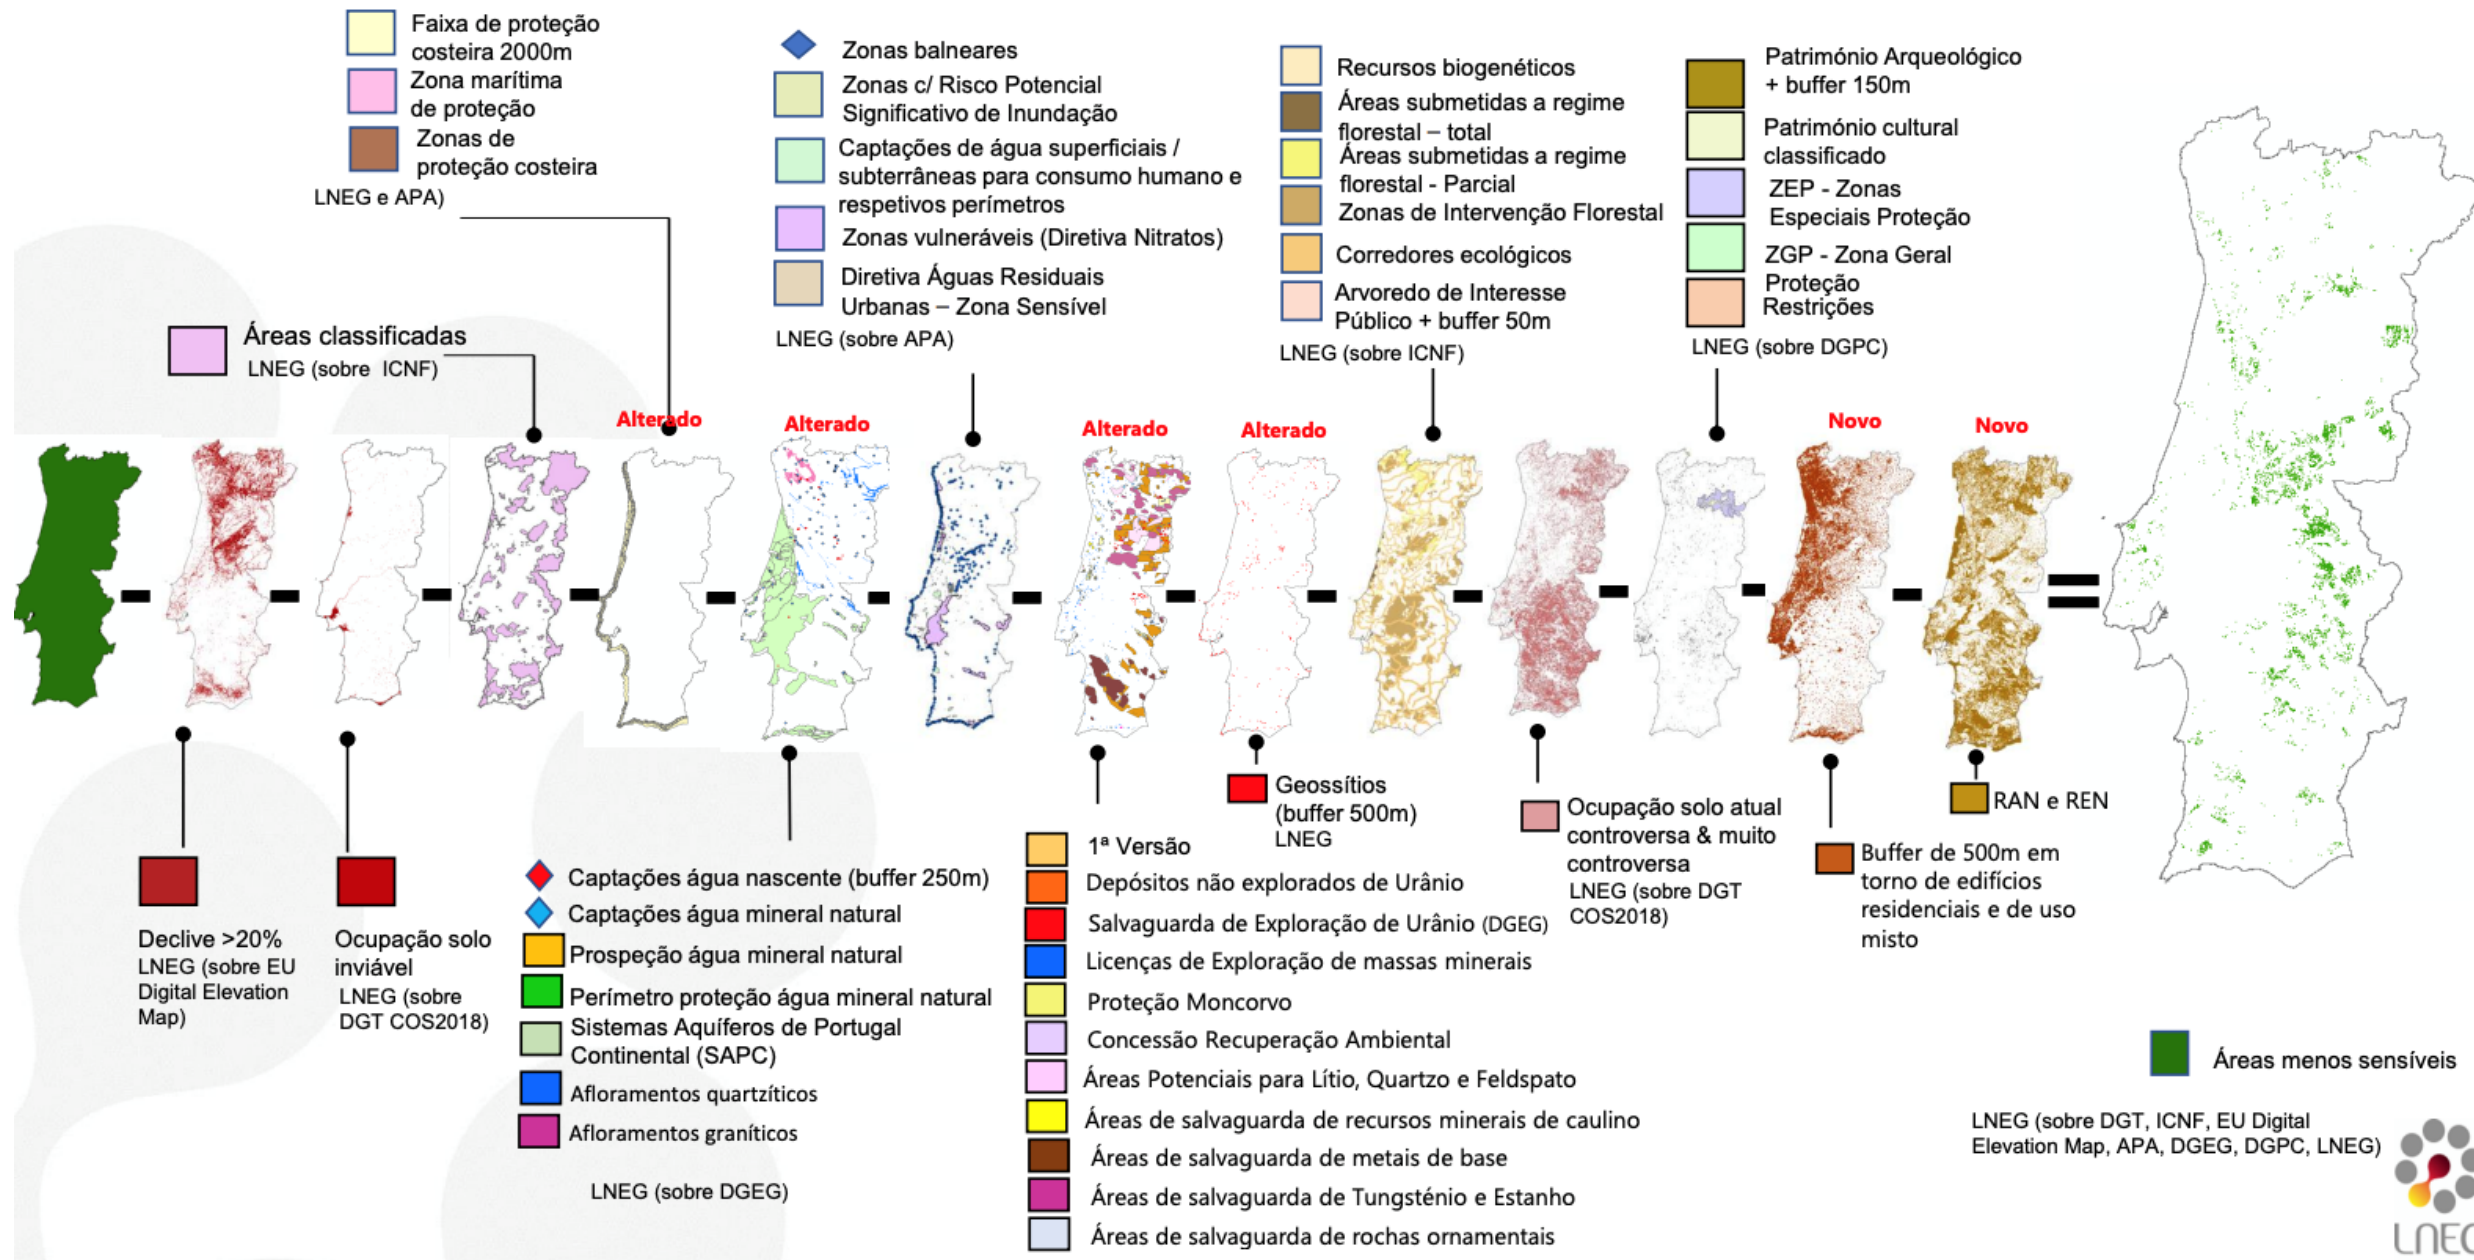 Faixa de proteção
costeira 2000m
Zona marítima
de proteção
Zonas de
proteção costeira
LNEG e APA)
Áreas classificadas
LNEG (sobre  ICNF)
Zonas balneares
Zonas c/ Risco Potencial
Significativo de Inundação
Captações de água superficiais /
subterrâneas para consumo humano e
respetivos perímetros
Zonas vulneráveis (Diretiva Nitratos)
Diretiva Águas Residuais
Urbanas – Zona Sensível
LNEG (sobre APA)
Recursos biogenéticos
Áreas submetidas a regime
florestal – total
Áreas submetidas a regime
florestal - Parcial
Zonas de Intervenção Florestal
Corredores ecológicos
Arvoredo de Interesse
Público + buffer 50m
LNEG (sobre ICNF)
Património Arqueológico
+ buffer 150m
Património cultural
classificado
ZEP - Zonas
Especiais Proteção
ZGP - Zona Geral
Proteção
Restrições
LNEG (sobre DGPC)
Alterado
Alterado
Alterado
Alterado
Novo
Novo
Declive >20%
LNEG (sobre EU
Digital Elevation
Map)
Ocupação solo
inviável
LNEG (sobre
DGT COS2018)
Captações água nascente (buffer 250m)
Captações água mineral natural
Prospeção água mineral natural
Perímetro proteção água mineral natural
Sistemas Aquíferos de Portugal
Continental (SAPC)
Afloramentos quartzíticos
Afloramentos graníticos
LNEG (sobre DGEG)
1ª Versão
Depósitos não explorados de Urânio
Salvaguarda de Exploração de Urânio (DGEG)
Licenças de Exploração de massas minerais
Proteção Moncorvo
Concessão Recuperação Ambiental
Áreas Potenciais para Lítio, Quartzo e Feldspato
Áreas de salvaguarda de recursos minerais de caulino
Áreas de salvaguarda de metais de base
Áreas de salvaguarda de Tungsténio e Estanho
Áreas de salvaguarda de rochas ornamentais
Geossítios
(buffer 500m)
LNEG
Ocupação solo atual
controversa & muito
controversa
LNEG (sobre DGT
COS2018)
Buffer de 500m em
torno de edifícios
residenciais e de uso
misto
RAN e REN
Áreas menos sensíveis
LNEG (sobre DGT, ICNF, EU Digital
Elevation Map, APA, DGEG, DGPC, LNEG)
LNEG